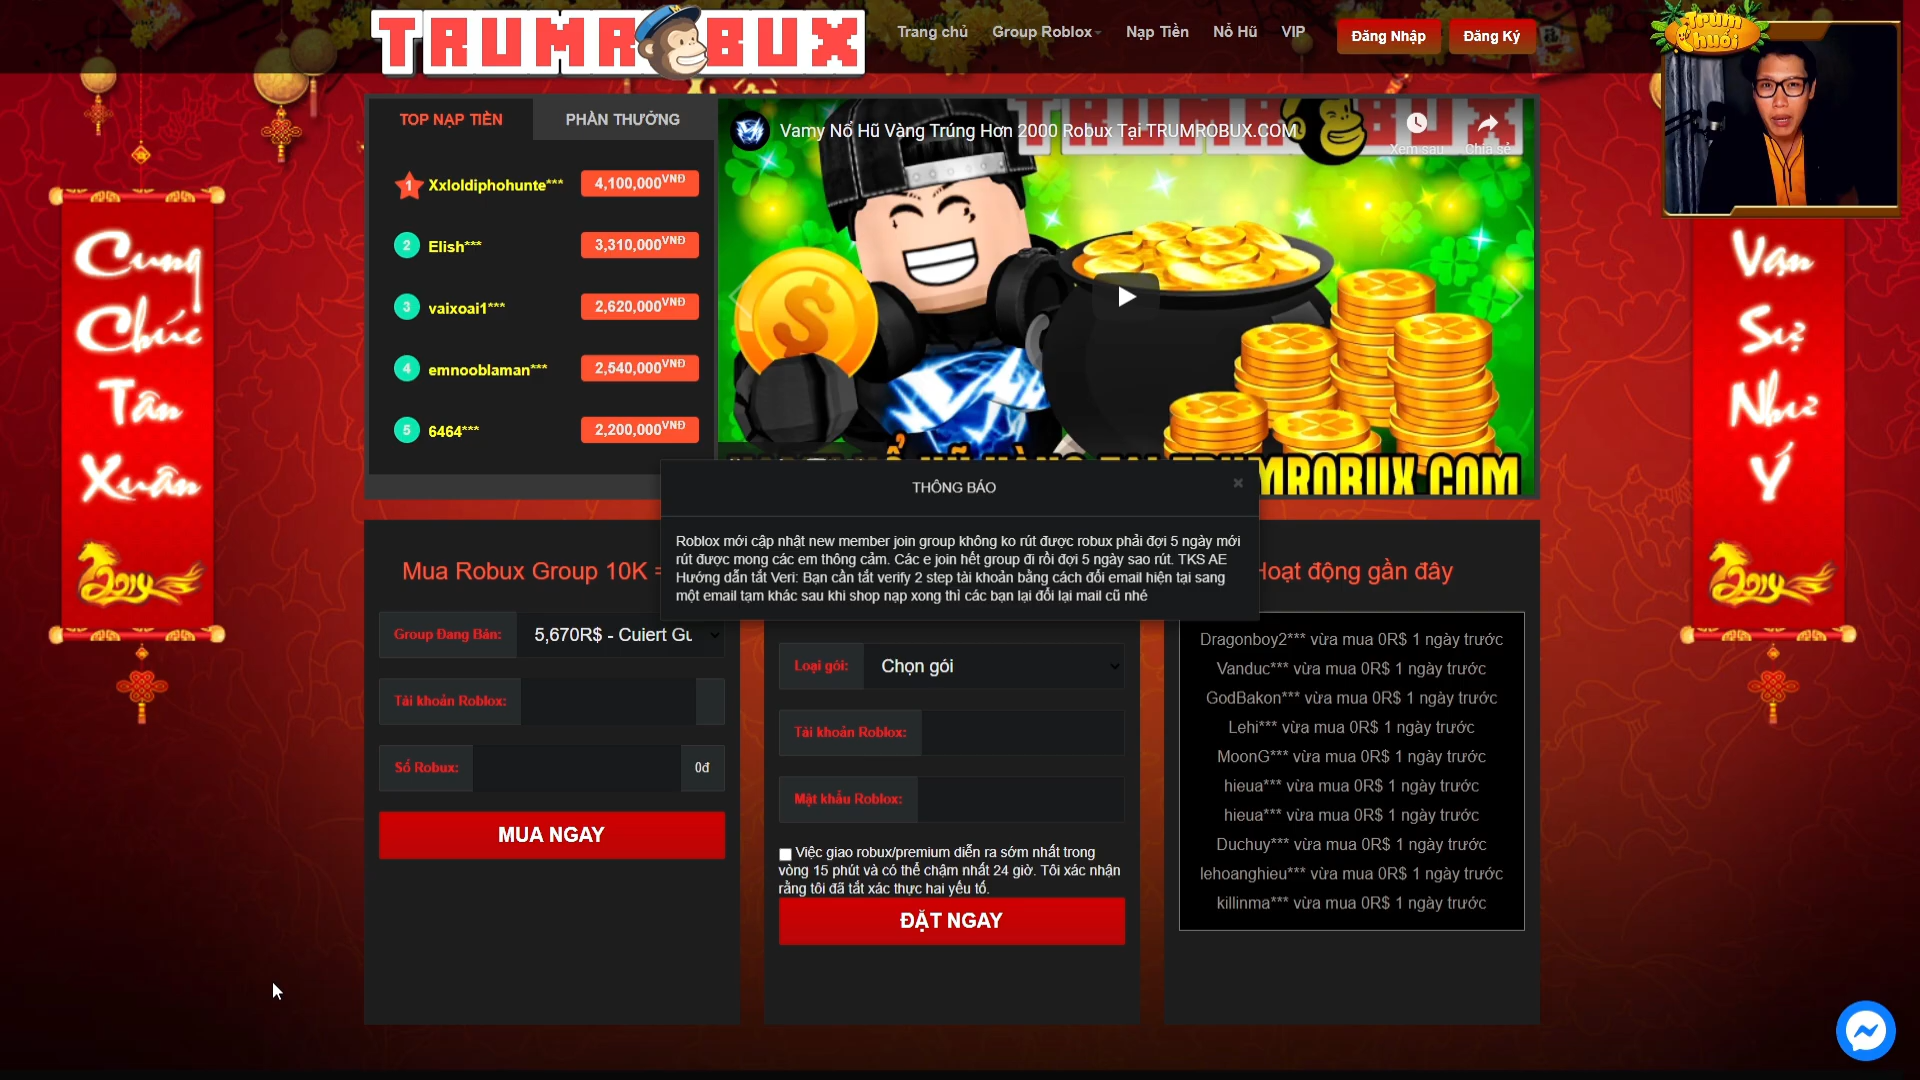 TRUMROBUX
Trang chủ
Group Roblox
Nạp Tiền
Nổ Hũ
VIP
Đăng Nhập
Đăng Ký
Trùm
chuối
TOP NẠP TIỀN
PHẦN THƯỞNG
1 Xxloldiphohunte*** 4,100,000VNĐ
2 Elish*** 3,310,000VNĐ
3 vaixoai1*** 2,620,000VNĐ
4 emnooblaman*** 2,540,000VNĐ
5 6464*** 2,200,000VNĐ
Vamy Nổ Hũ Vàng Trúng Hơn 2000 Robux Tại TRUMROBUX.COM
Xem sau
Chia sẻ
Cung
Chúc
Tân
Xuân
2019
Vạn
Sự
Như
Ý
2019
THÔNG BÁO
×
Roblox mới cập nhật new member join group không ko rút được robux phải đợi 5 ngày mới
rút được mong các em thông cảm. Các e join hết group đi rồi đợi 5 ngày sao rút. TKS AE
Hướng dẫn tắt Veri: Bạn cần tắt verify 2 step tài khoản bằng cách đổi email hiện tại sang
một email tạm khác sau khi shop nạp xong thì các bạn lại đổi lại mail cũ nhé
Mua Robux Group 10K =
Group Đang Bán: 5,670R$ - Cuiert Gu
Tài khoản Roblox:
Số Robux: 0đ
MUA NGAY
Loại gói: Chọn gói
Tài khoản Roblox:
Mật khẩu Roblox:
Việc giao robux/premium diễn ra sớm nhất trong
vòng 15 phút và có thể chậm nhất 24 giờ. Tôi xác nhận
rằng tôi đã tắt xác thực hai yếu tố.
ĐẶT NGAY
Hoạt động gần đây
Dragonboy2*** vừa mua 0R$ 1 ngày trước
Vanduc*** vừa mua 0R$ 1 ngày trước
GodBakon*** vừa mua 0R$ 1 ngày trước
Lehi*** vừa mua 0R$ 1 ngày trước
MoonG*** vừa mua 0R$ 1 ngày trước
hieua*** vừa mua 0R$ 1 ngày trước
hieua*** vừa mua 0R$ 1 ngày trước
Duchuy*** vừa mua 0R$ 1 ngày trước
lehoanghieu*** vừa mua 0R$ 1 ngày trước
killinma*** vừa mua 0R$ 1 ngày trước